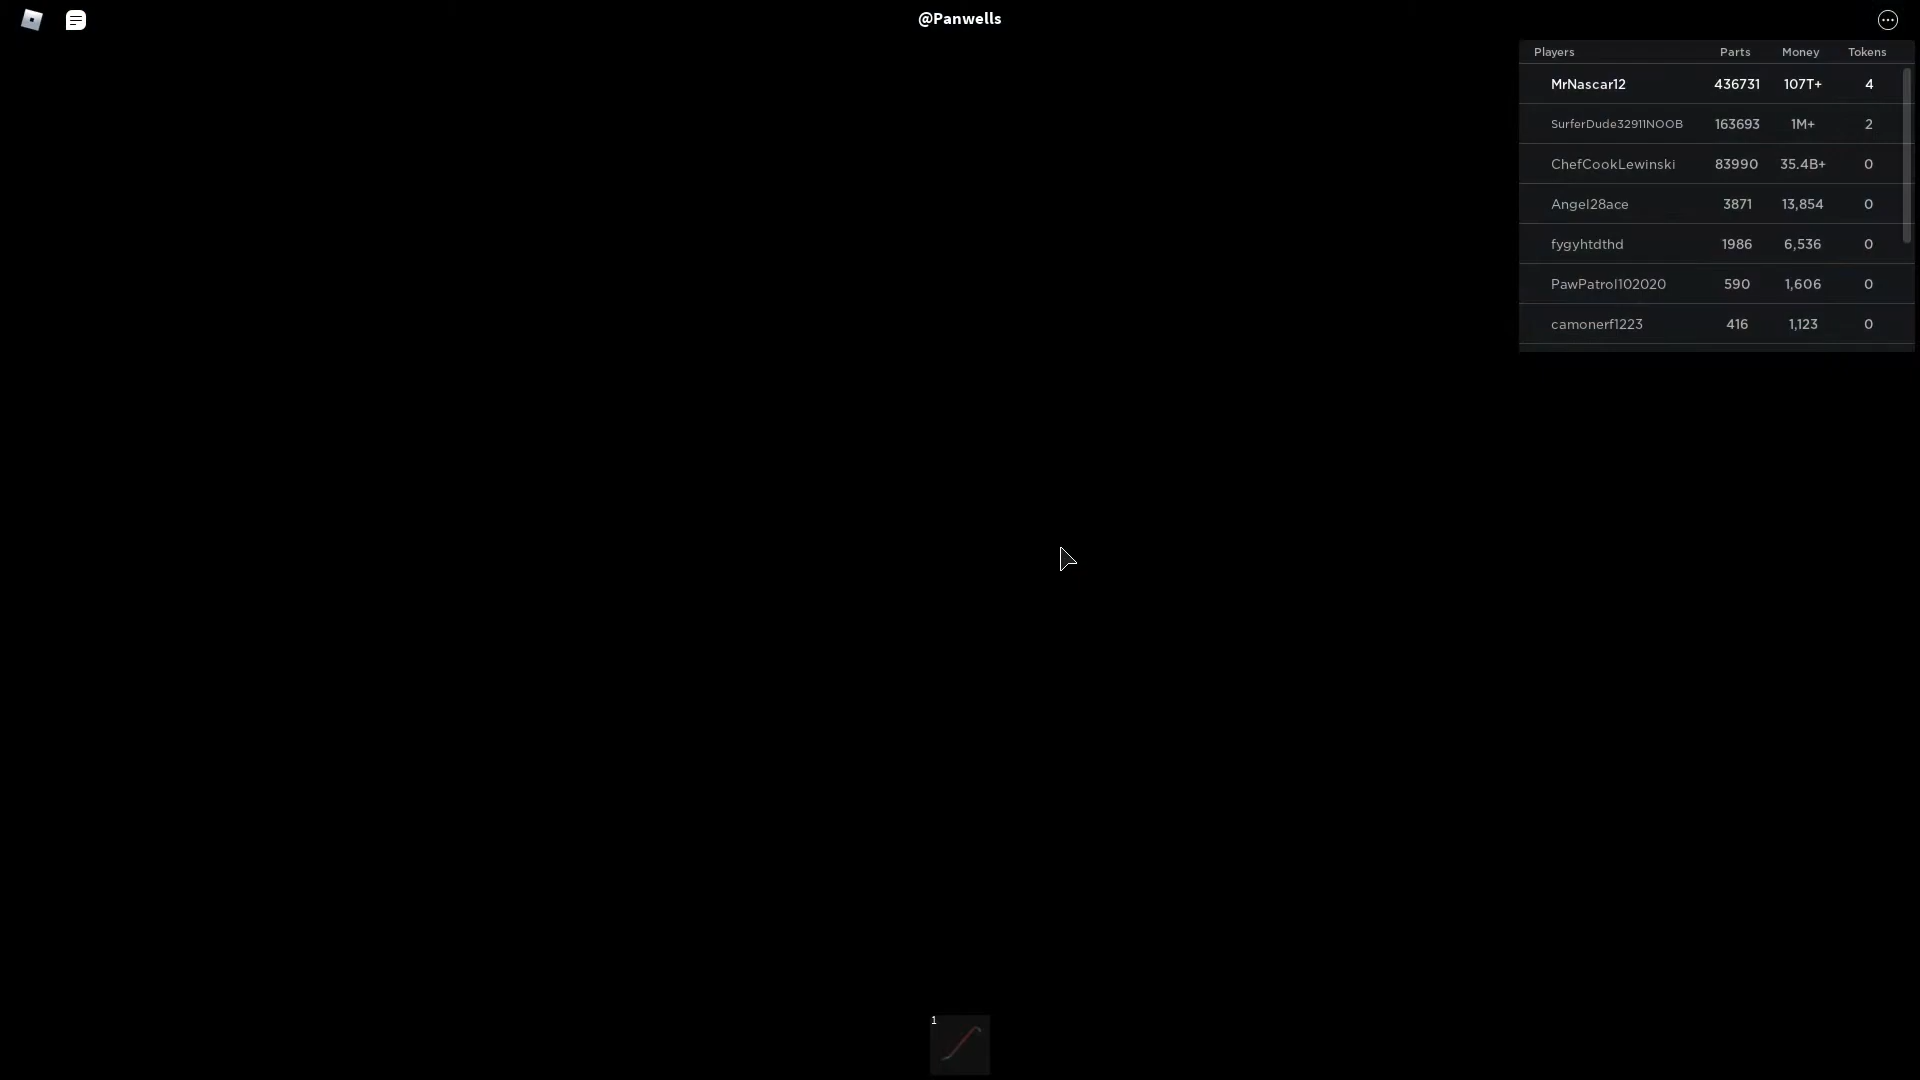 @Panwells
Players Parts Money Tokens
MrNascar12 436731 107T+ 4
SurferDude32911NOOB 163693 1M+ 2
ChefCookLewinski 83990 35.4B+ 0
Angel28ace 3871 13,854 0
fygyhtdthd 1986 6,536 0
PawPatrol102020 590 1,606 0
camonerf1223 416 1,123 0
1